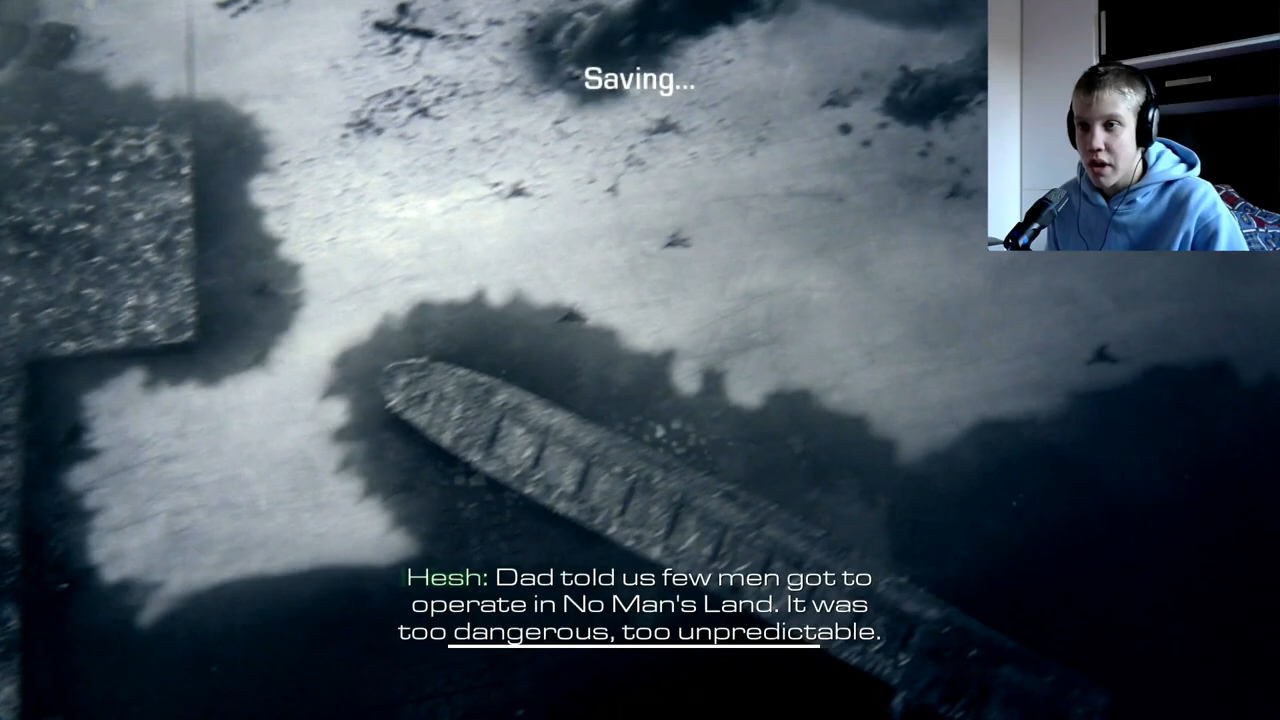 Saving...
Hesh: Dad told us few men got to
operate in No Man's Land. It was
too dangerous, too unpredictable.